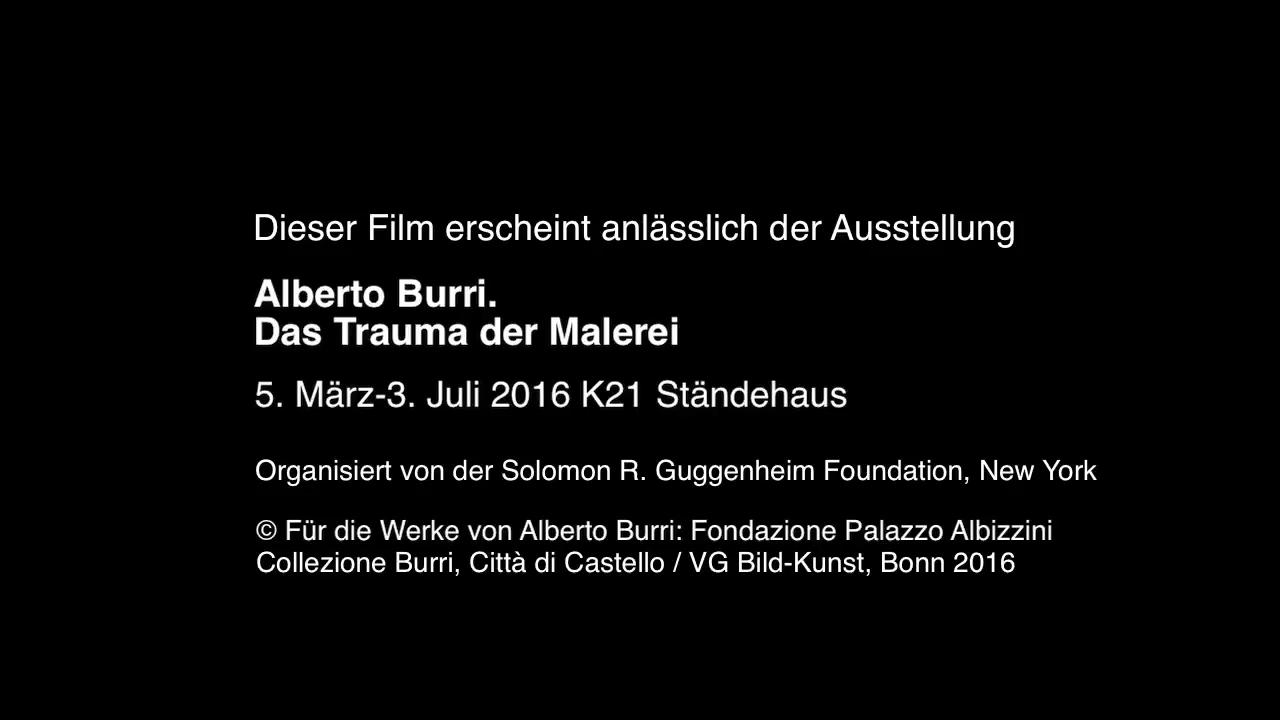 Dieser Film erscheint anlässlich der Ausstellung
Alberto Burri.
Das Trauma der Malerei
5. März-3. Juli 2016 K21 Ständehaus
Organisiert von der Solomon R. Guggenheim Foundation, New York
© Für die Werke von Alberto Burri: Fondazione Palazzo Albizzini
Collezione Burri, Città di Castello / VG Bild-Kunst, Bonn 2016